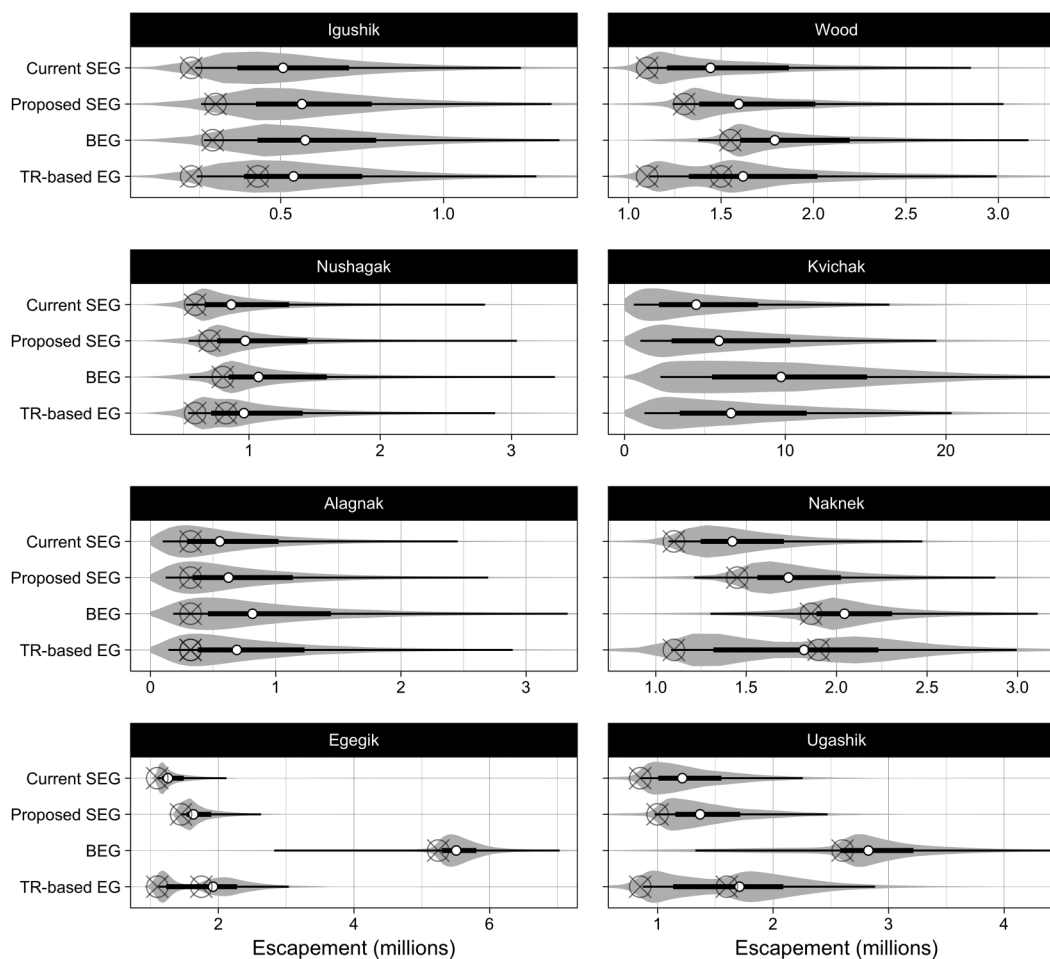 Igushik
Wood
Current SEG
Proposed SEG
BEG
TR-based EG
0.5 1.0
1.0 1.5 2.0 2.5 3.0
Nushagak
Kvichak
Current SEG
Proposed SEG
BEG
TR-based EG
1 2 3
0 10 20
Alagnak
Naknek
Current SEG
Proposed SEG
BEG
TR-based EG
0 1 2 3
1.0 1.5 2.0 2.5 3.0
Egegik
Ugashik
Current SEG
Proposed SEG
BEG
TR-based EG
2 4 6
1 2 3 4
Escapement (millions)
Escapement (millions)